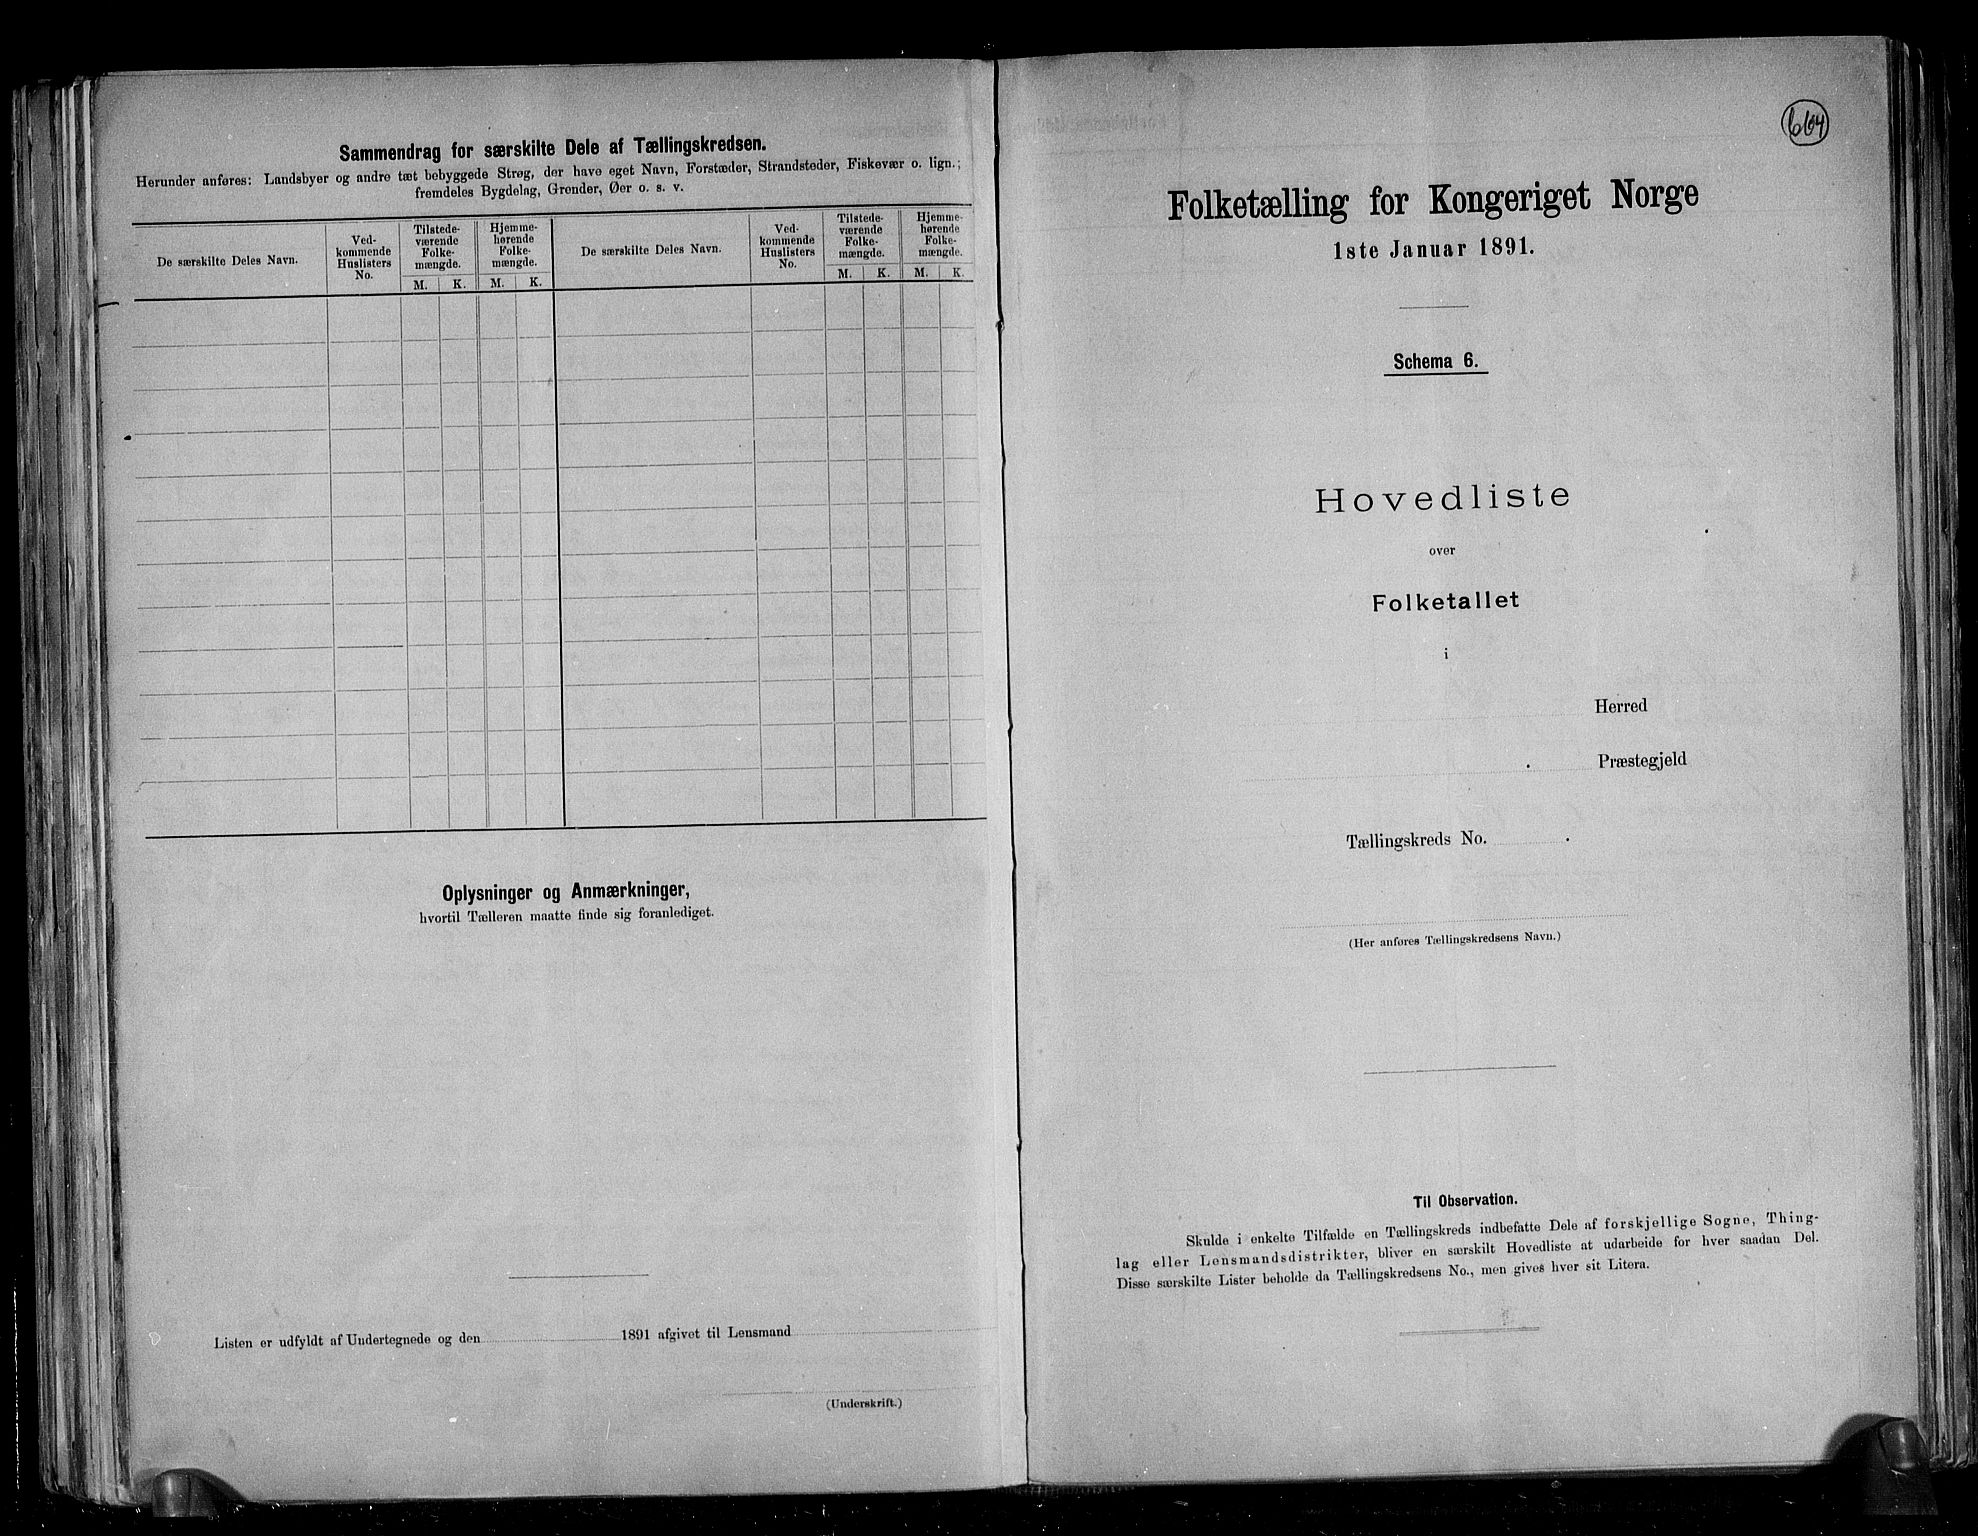 Sammendrag for særskilte Dele af Tællingskredsen.
Herunder anføres: Landsbyer og andre tæt bebyggede Strøg, der have eget Navn, Forstæder, Strandsteder, Fiskevær o. lign.;
fremdeles Bygdelag, Grender, Øer o. s. v.
De særskilte Deles Navn.
Ved-
kommende
Huslisters
No.
Tilstede-
værende
Folke-
mængde.
M. K.
Hjemme-
hørende
Folke-
mængde.
M. K.
De særskilte Deles Navn.
Ved-
kommende
Huslisters
No.
Tilstede-
værende
Folke-
mængde.
M. K.
Hjemme-
hørende
Folke-
mængde.
M. K.
Oplysninger og Anmærkninger,
hvortil Tælleren maatte finde sig foranlediget.
Listen er udfyldt af Undertegnede og den 1891 afgivet til Lensmand
(Underskrift.)
664
Folketælling for Kongeriget Norge
1ste Januar 1891.
Schema 6.
Hovedliste
over
Folketallet
i
Herred
Præstegjeld
Tællingskreds No.
(Her anføres Tællingskredsens Navn.)
Til Observation.
Skulde i enkelte Tilfælde en Tællingskreds indbefatte Dele af forskjellige Sogne, Thing-
lag eller Lensmandsdistrikter, bliver en særskilt Hovedliste at udarbeide for hver saadan Del.
Disse særskilte Lister beholde da Tællingskredsens No., men gives hver sit Litera.